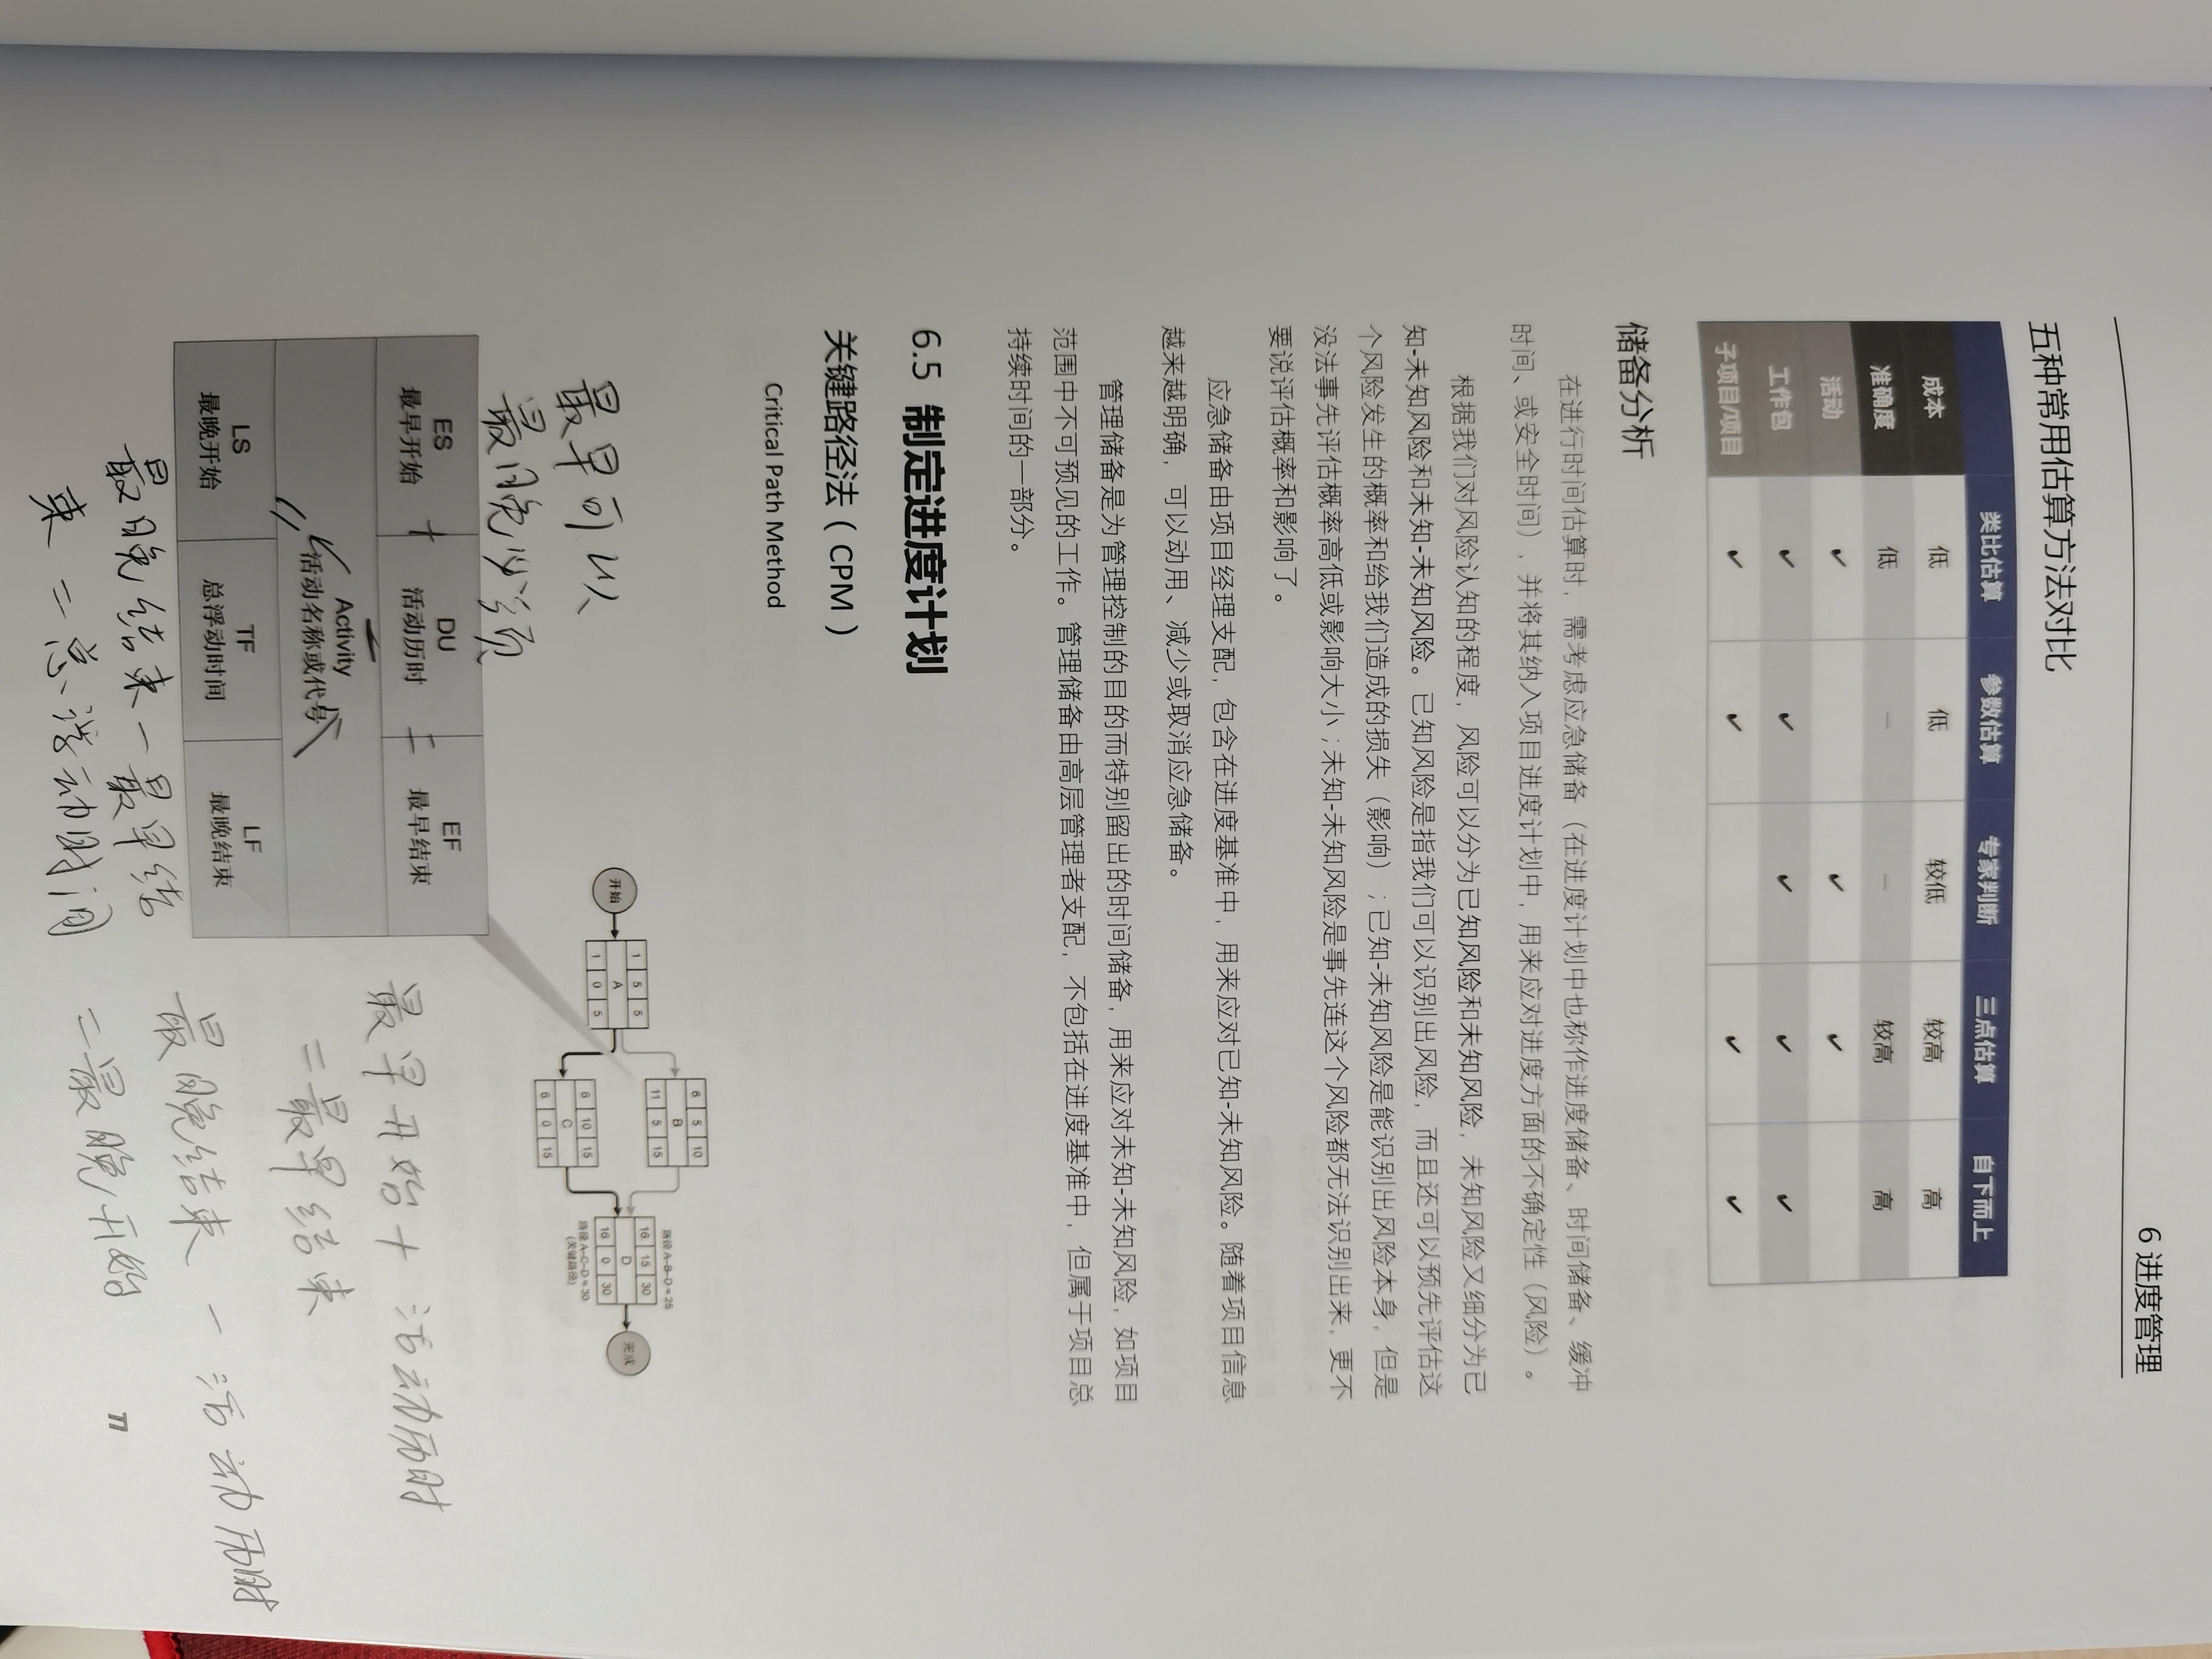 6 进度管理
五种常用估算方法对比
类比估算 参数估算 专家判断 三点估算 自下而上
成本 低 低 较低 较高 高
准确度 低 — — 较高 高
活动 ✔ ✔ ✔
工作包 ✔ ✔ ✔ ✔ ✔
子项目/项目 ✔ ✔ ✔ ✔
储备分析
在进行时间估算时，需考虑应急储备（在进度计划中也称作进度储备、时间储备、缓冲
时间、或安全时间），并将其纳入项目进度计划中，用来应对进度方面的不确定性（风险）。
根据我们对风险认知的程度，风险可以分为已知风险和未知风险，未知风险又细分为已
知-未知风险和未知-未知风险。已知风险是指我们可以识别出风险，而且还可以预先评估这
个风险发生的概率和给我们造成的损失（影响）；已知-未知风险是能识别出风险本身，但是
没法事先评估概率高低或影响大小；未知-未知风险是事先连这个风险都无法识别出来，更不
要说评估概率和影响了。
应急储备由项目经理支配，包含在进度基准中，用来应对已知-未知风险。随着项目信息
越来越明确，可以动用、减少或取消应急储备。
管理储备是为管理控制的目的而特别留出的时间储备，用来应对未知-未知风险，如项目
范围中不可预见的工作。管理储备由高层管理者支配，不包括在进度基准中，但属于项目总
持续时间的一部分。
6.5 制定进度计划
关键路径法（CPM）
Critical Path Method
开始
1 5 5
A
1 0 5
6 5 10
B
11 5 15
6 10 15
C
6 0 15
路径 A-B-D = 25
16 15 30
D
16 0 30
路径 A-C-D = 30
(关键路径)
完成
最早可以
最晚必须
ES + DU = EF
最早开始 活动历时 最早结束
Activity
活动名称或代号
LS TF LF
最晚开始 总浮动时间 最晚结束
最早开始 + 活动历时
= 最早结束
最晚结束 - 活动历时
= 最晚开始
最晚结束 - 最早结
束 = 总浮动时间
77